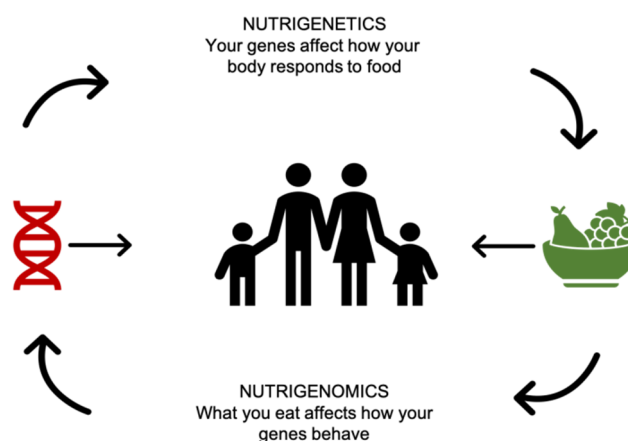 NUTRIGENETICS
Your genes affect how your
body responds to food
NUTRIGENOMICS
What you eat affects how your
genes behave